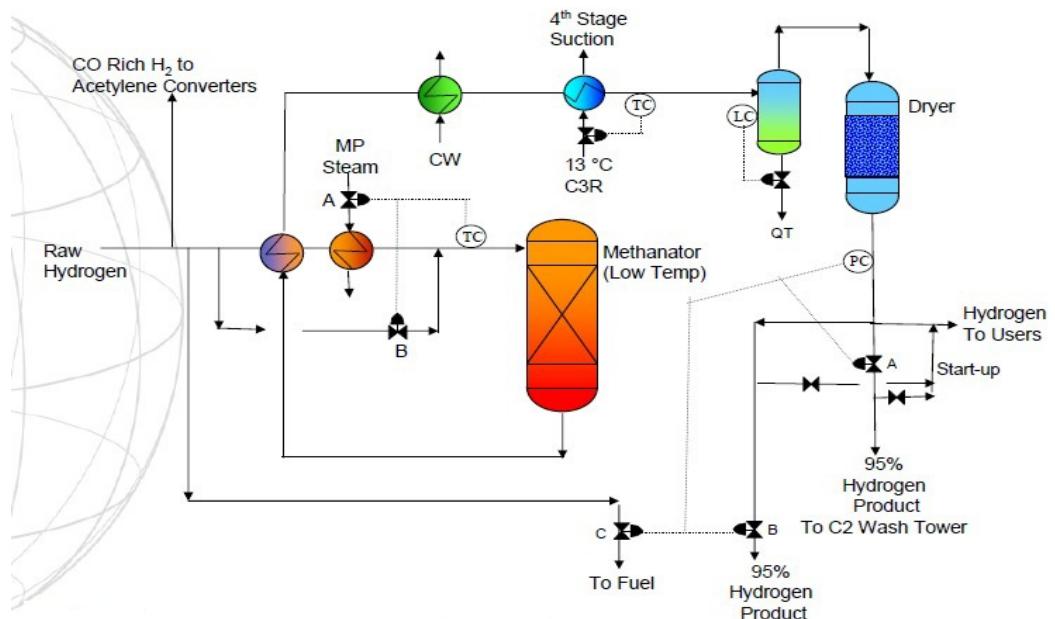 4th Stage
Suction
CO Rich H2 to
Acetylene Converters
TC
LC
Dryer
CW
13 °C
C3R
MP
Steam
A
QT
TC
Raw
Hydrogen
Methanator
(Low Temp)
PC
B
Hydrogen
To Users
A
Start-up
95%
Hydrogen
Product
To C2 Wash Tower
C
B
To Fuel
95%
Hydrogen
Product